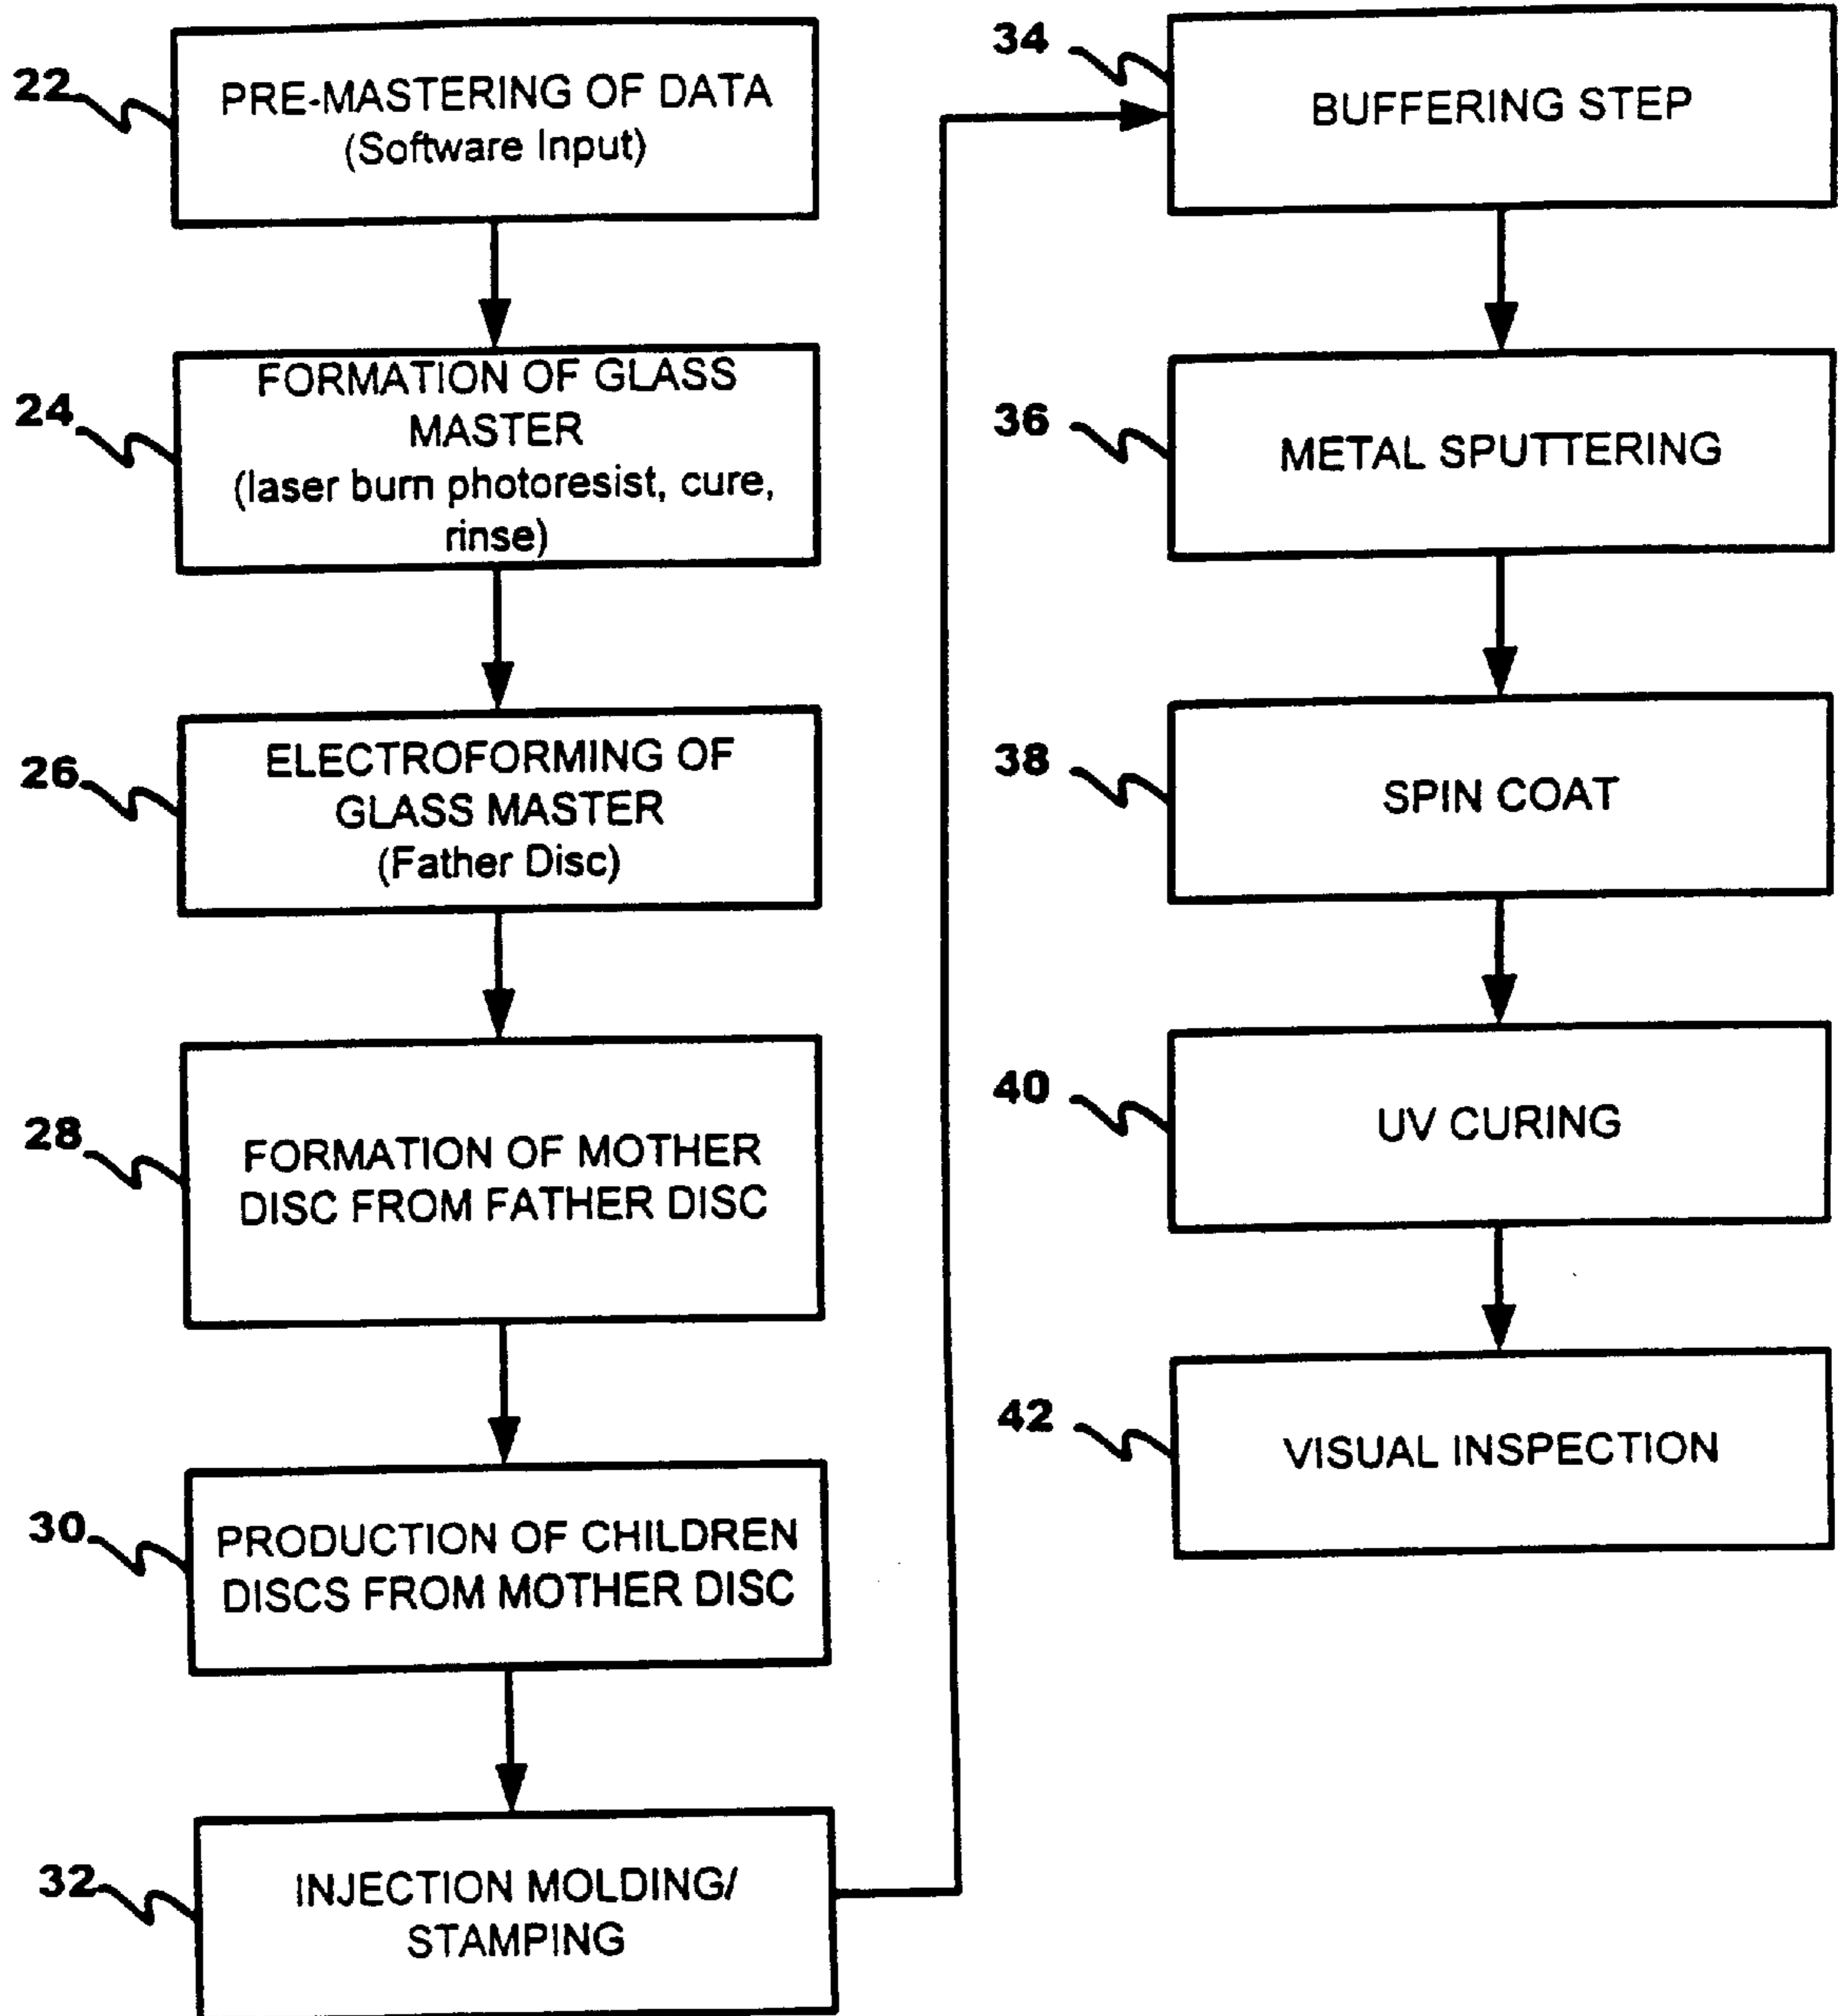 22
PRE-MASTERING OF DATA
(Software Input)
24
FORMATION OF GLASS
MASTER
(laser burn photoresist, cure,
rinse)
26
ELECTROFORMING OF
GLASS MASTER
(Father Disc)
28
FORMATION OF MOTHER
DISC FROM FATHER DISC
30
PRODUCTION OF CHILDREN
DISCS FROM MOTHER DISC
32
INJECTION MOLDING/
STAMPING
34
BUFFERING STEP
36
METAL SPUTTERING
38
SPIN COAT
40
UV CURING
42
VISUAL INSPECTION